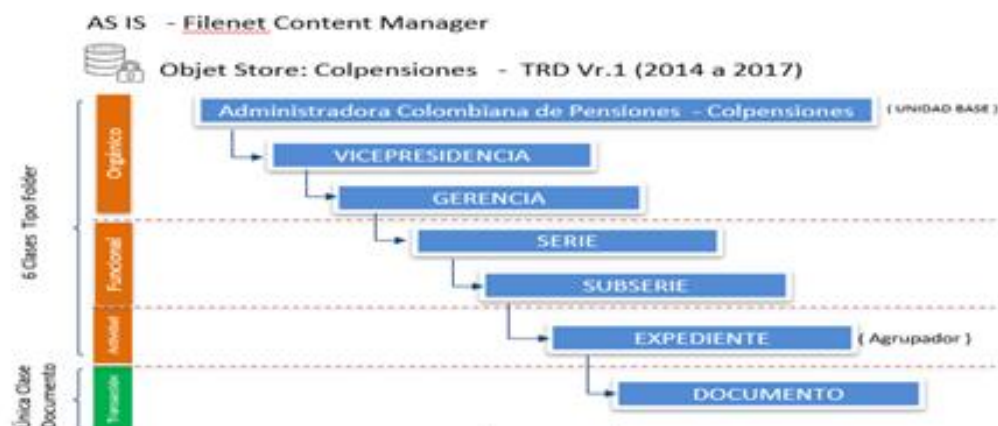 AS IS - Filenet Content Manager
Objet Store: Colpensiones - TRD Vr.1 (2014 a 2017)
Administradora Colombiana de Pensiones - Colpensiones
( UNIDAD BASE )
VICEPRESIDENCIA
GERENCIA
SERIE
SUBSERIE
EXPEDIENTE
( Agrupador )
DOCUMENTO
6 Clases Tipo Folder
Orgánico
Funcional
Actividad
Única Clase
Documento
Transacción